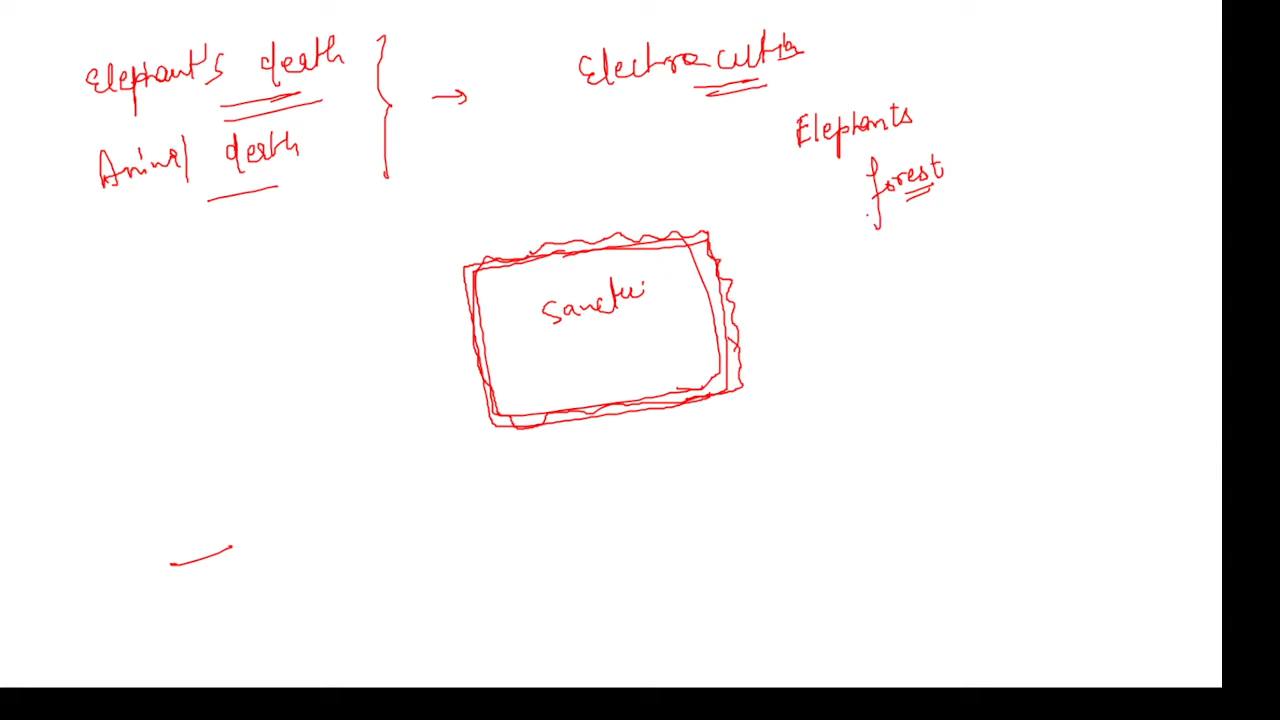 Elephant's death
Animal death
→ Electrocution
Elephants
forest
Sanctu